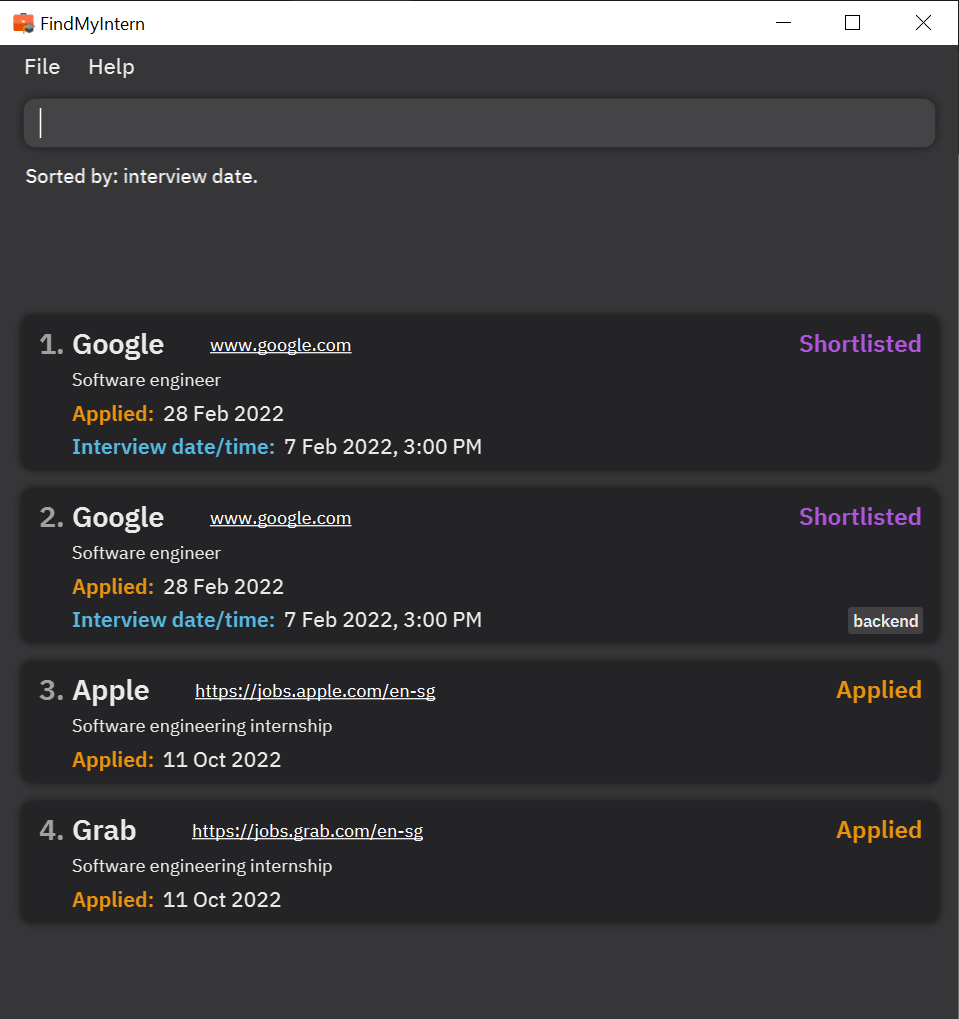 FindMyIntern
File Help
Sorted by: interview date.
1. Google www.google.com Shortlisted
Software engineer
Applied: 28 Feb 2022
Interview date/time: 7 Feb 2022, 3:00 PM
2. Google www.google.com Shortlisted
Software engineer
Applied: 28 Feb 2022
Interview date/time: 7 Feb 2022, 3:00 PM backend
3. Apple https://jobs.apple.com/en-sg Applied
Software engineering internship
Applied: 11 Oct 2022
4. Grab https://jobs.grab.com/en-sg Applied
Software engineering internship
Applied: 11 Oct 2022